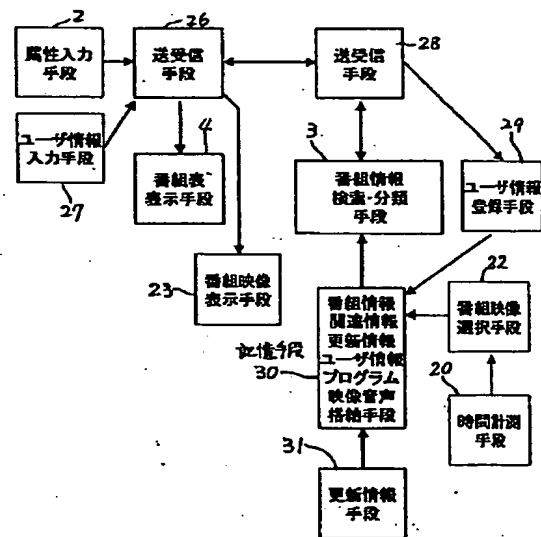 2
属性入力
手段
26
送受信
手段
送受信
手段
28
ユーザ情報
入力手段
27
4
番組表
表示手段
3
番組情報
検索・分類
手段
29
ユーザ情報
登録手段
23
番組映像
表示手段
22
番組映像
選択手段
記憶手段
30
番組情報
関連情報
更新情報
ユーザ情報
プログラム
映像音声
格納手段
20
時間計測
手段
31
更新情報
手段